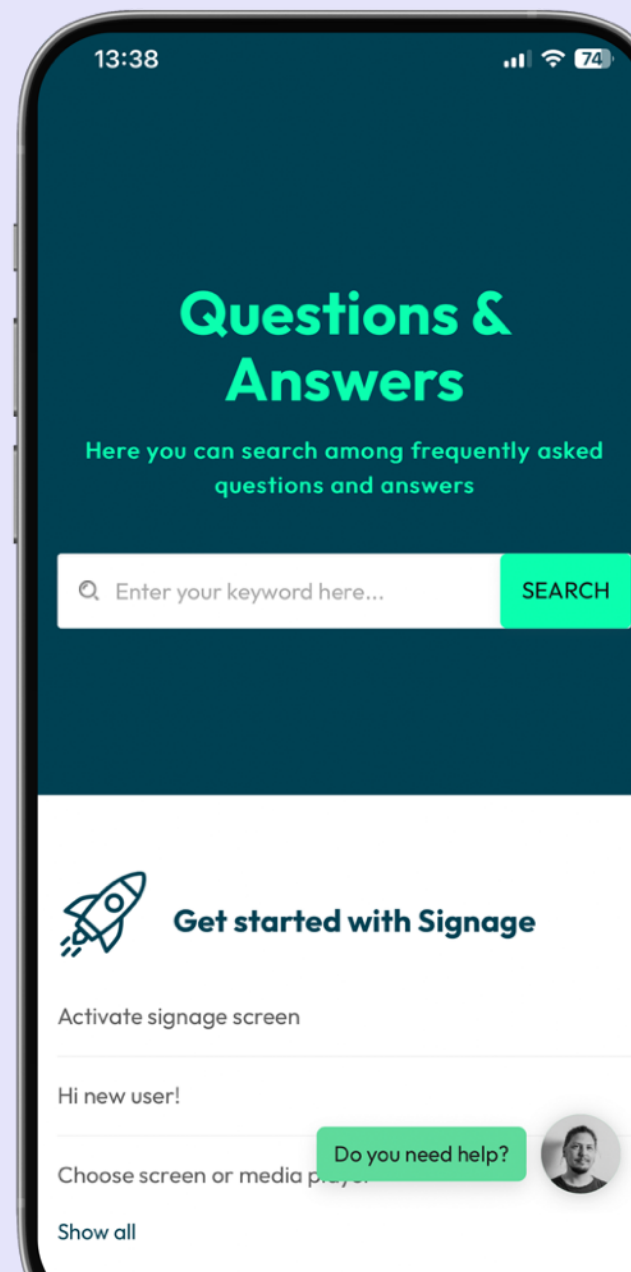 13:38
74
Questions &
Answers
Here you can search among frequently asked
questions and answers
Enter your keyword here...
SEARCH
Get started with Signage
Activate signage screen
Hi new user!
Do you need help?
Choose screen or media
Show all